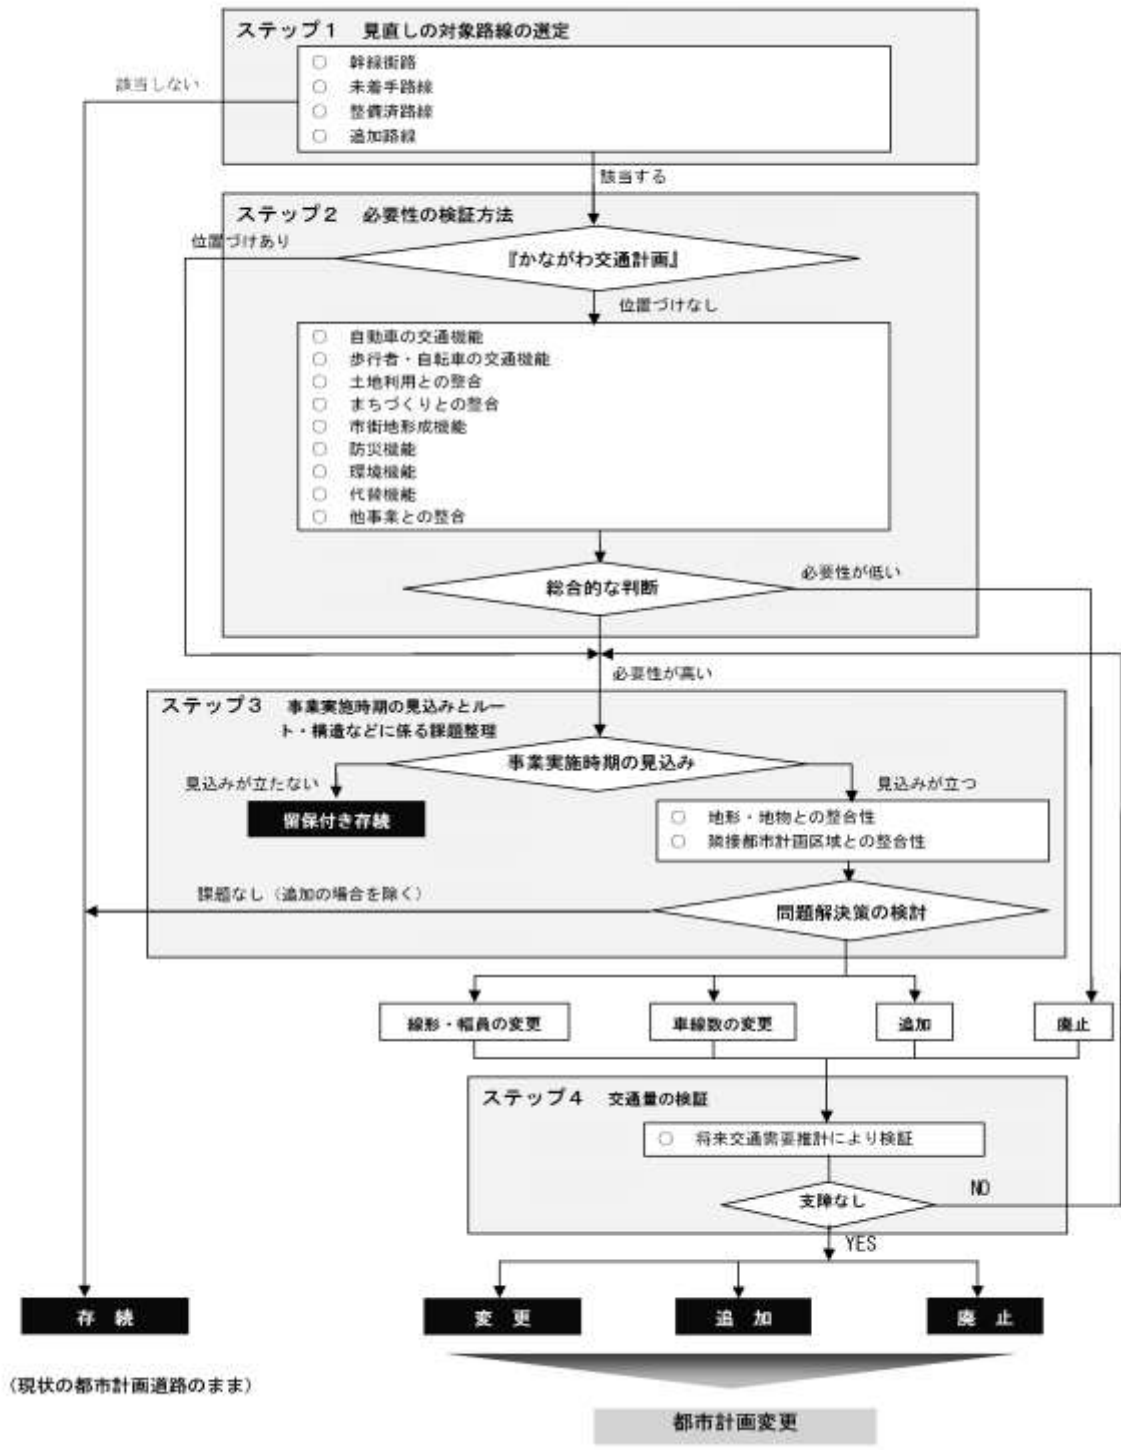 ステップ1 見直しの対象路線の選定
○ 幹線街路
○ 未着手路線
○ 整備済路線
○ 追加路線
該当しない
該当する
ステップ2 必要性の検証方法
位置づけあり
『かながわ交通計画』
位置づけなし
○ 自動車の交通機能
○ 歩行者・自転車の交通機能
○ 土地利用との整合
○ まちづくりとの整合
○ 市街地形成機能
○ 防災機能
○ 環境機能
○ 代替機能
○ 他事業との整合
総合的な判断
必要性が低い
必要性が高い
ステップ3 事業実施時期の見込みとルー
ト・構造などに係る課題整理
事業実施時期の見込み
見込みが立たない
見込みが立つ
留保付き存続
○ 地形・地物との整合性
○ 隣接都市計画区域との整合性
課題なし（追加の場合を除く）
問題解決策の検討
線形・幅員の変更
車線数の変更
追加
廃止
ステップ4 交通量の検証
○ 将来交通需要推計により検証
支障なし
NO
YES
存 続
変 更
追 加
廃 止
（現状の都市計画道路のまま）
都市計画変更